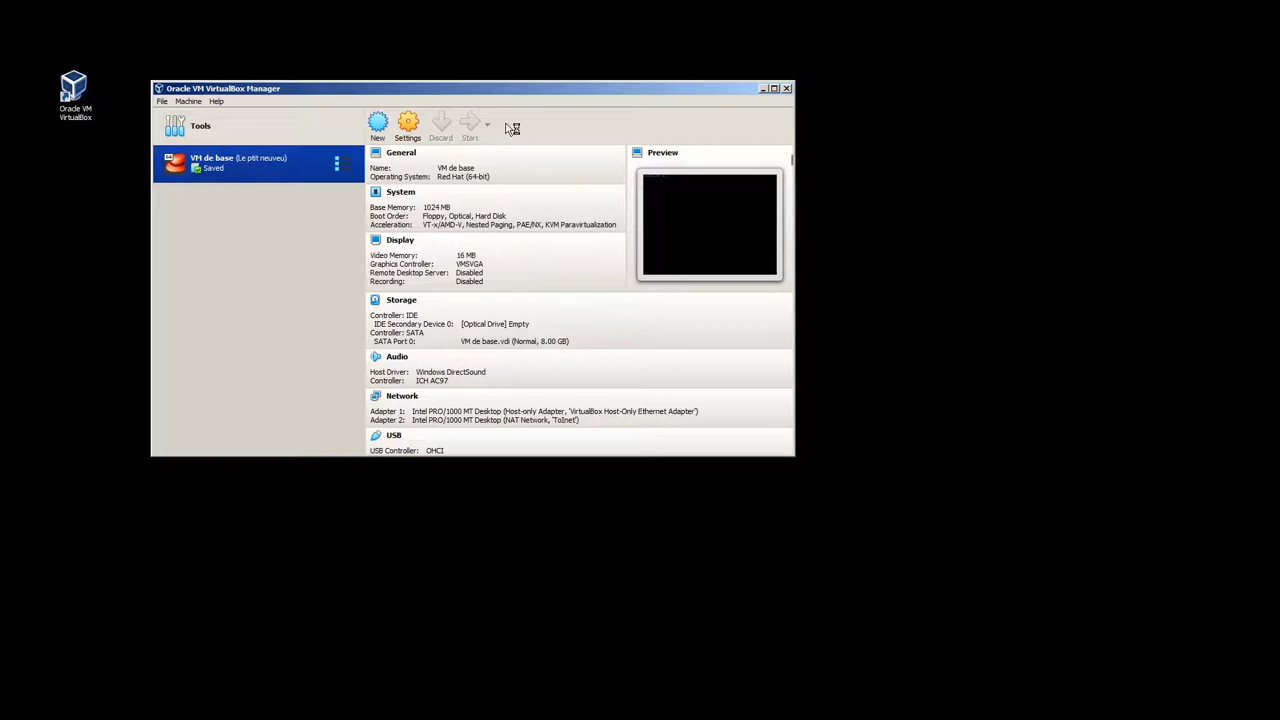 Oracle VM
VirtualBox
Oracle VM VirtualBox Manager
File Machine Help
Tools
New Settings Discard Start
VM de base (Le ptit neuveu)
Saved
General
Name: VM de base
Operating System: Red Hat (64-bit)
System
Base Memory: 1024 MB
Boot Order: Floppy, Optical, Hard Disk
Acceleration: VT-x/AMD-V, Nested Paging, PAE/NX, KVM Paravirtualization
Display
Video Memory: 16 MB
Graphics Controller: VMSVGA
Remote Desktop Server: Disabled
Recording: Disabled
Preview
Storage
Controller: IDE
IDE Secondary Device 0: [Optical Drive] Empty
Controller: SATA
SATA Port 0: VM de base.vdi (Normal, 8.00 GB)
Audio
Host Driver: Windows DirectSound
Controller: ICH AC97
Network
Adapter 1: Intel PRO/1000 MT Desktop (Host-only Adapter, 'VirtualBox Host-Only Ethernet Adapter')
Adapter 2: Intel PRO/1000 MT Desktop (NAT Network, 'ToInet')
USB
USB Controller: OHCI